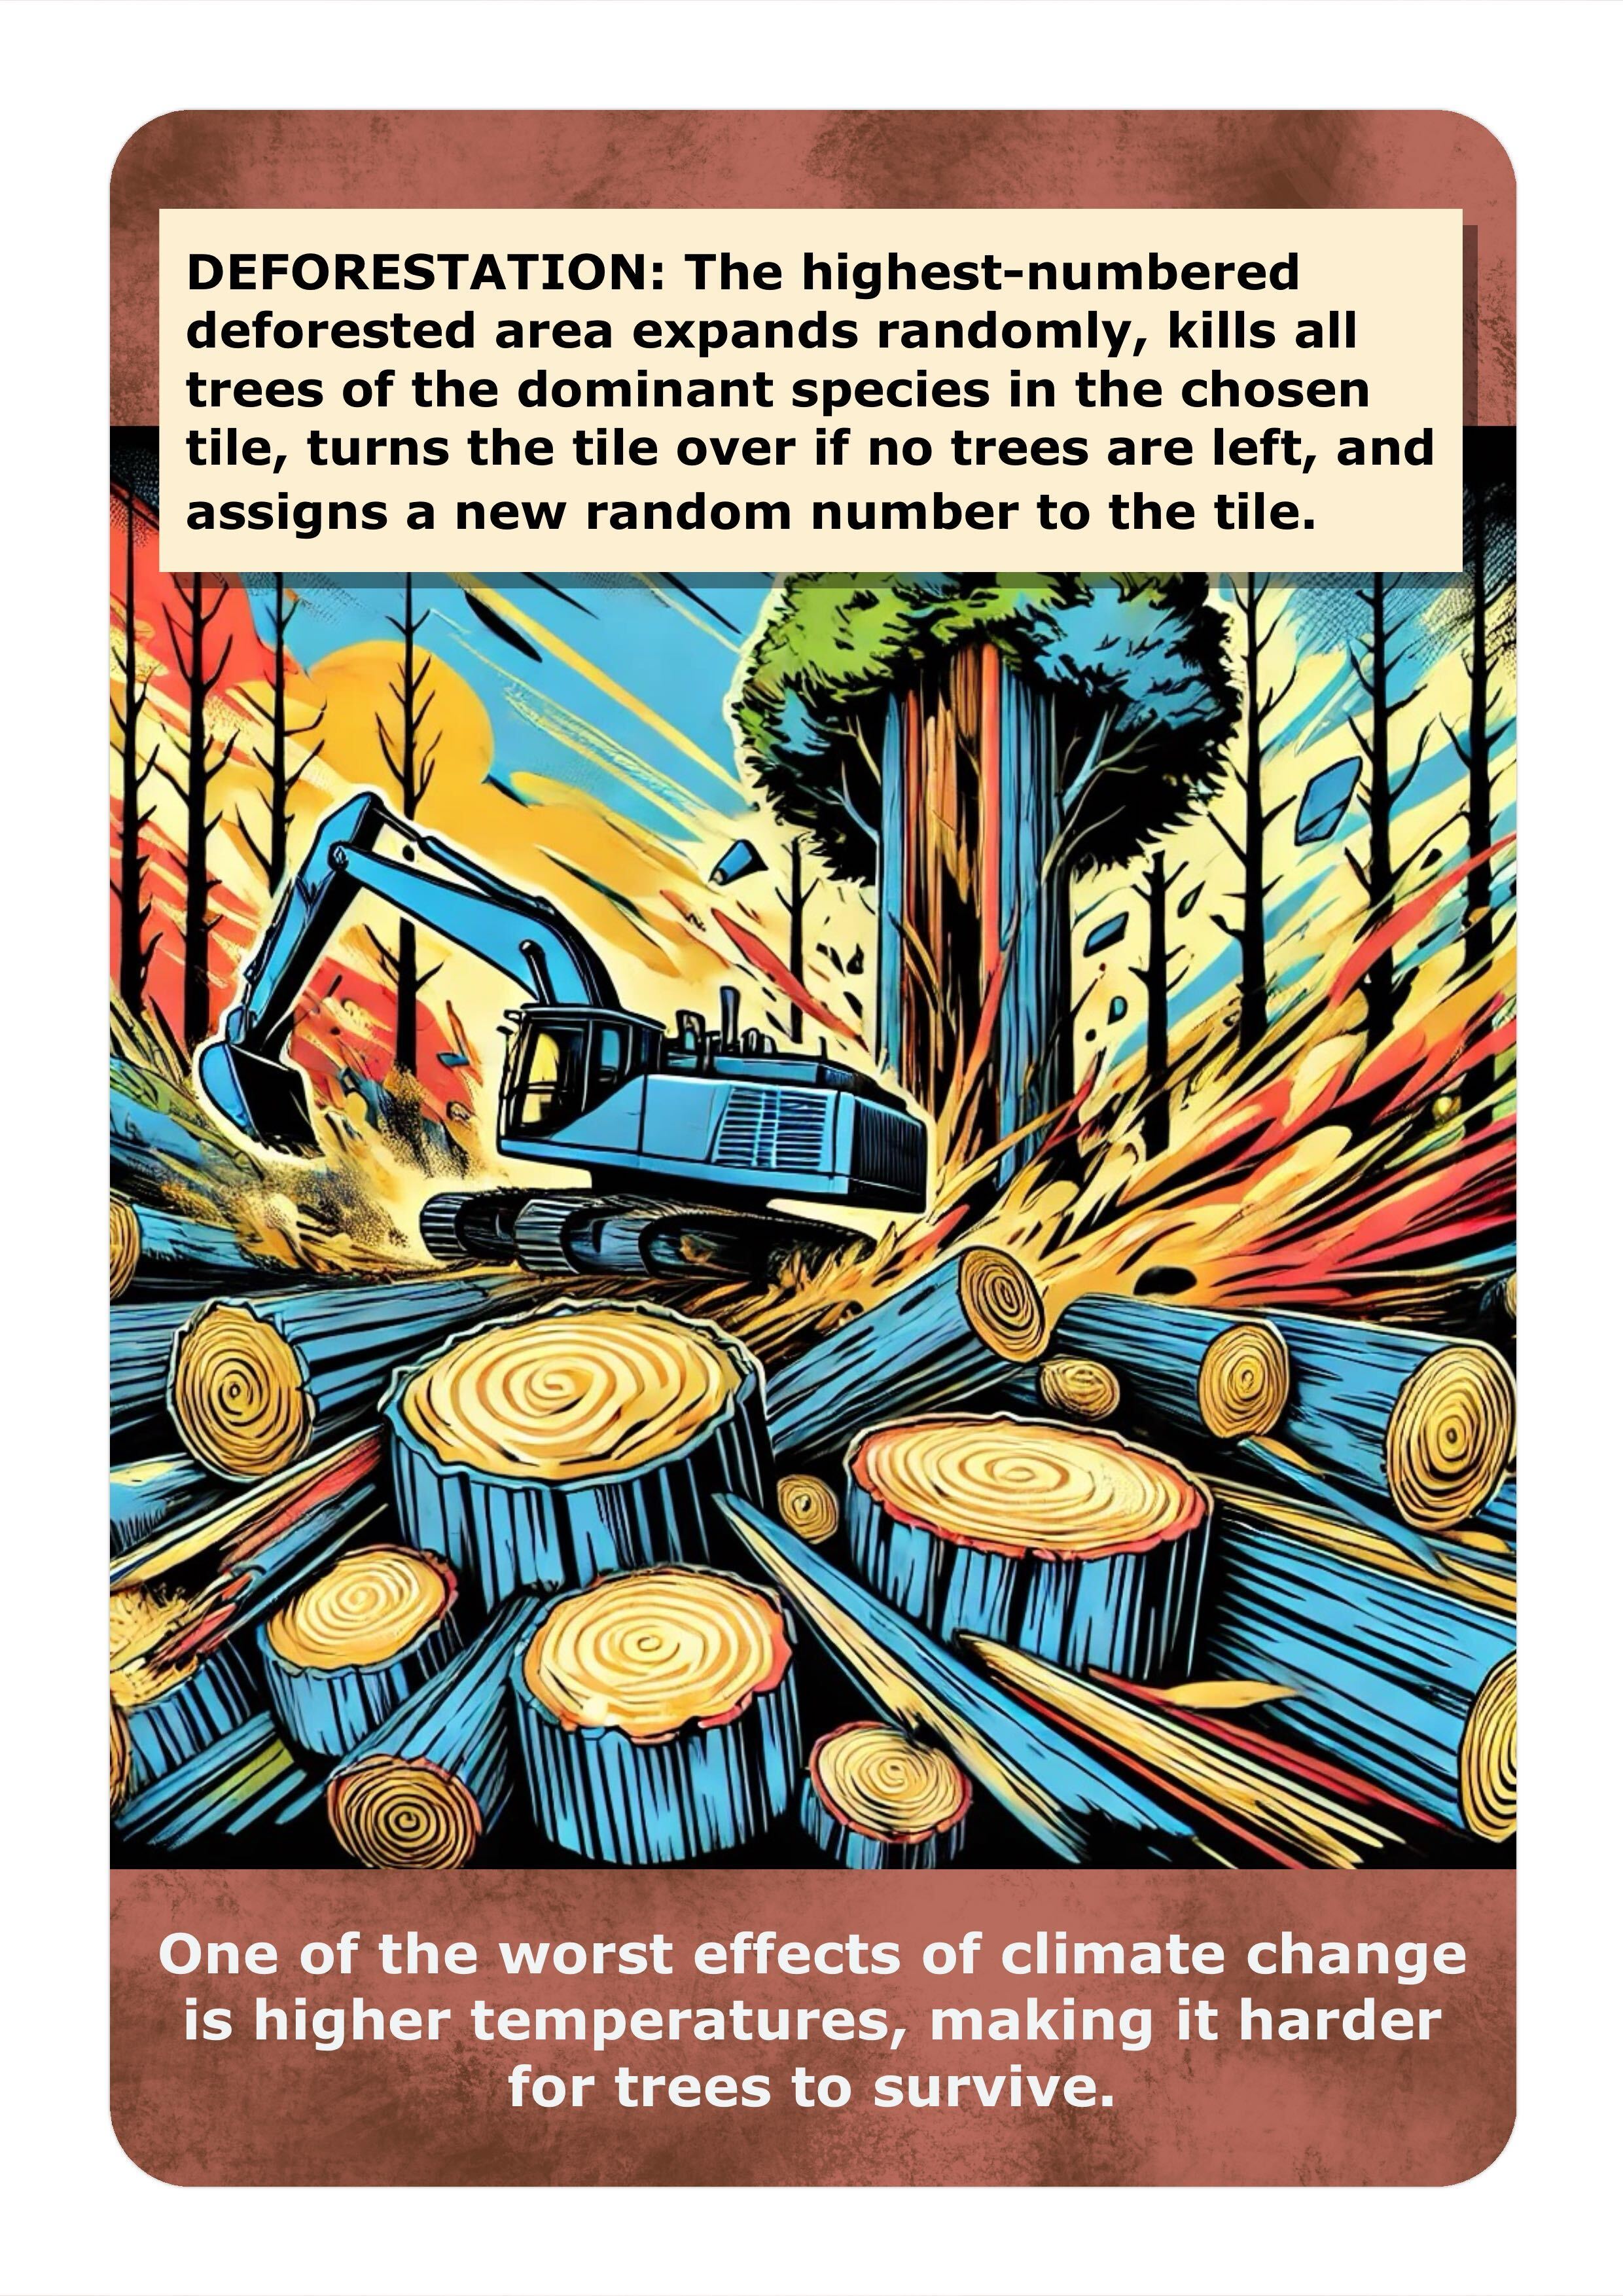 DEFORESTATION: The highest-numbered
deforested area expands randomly, kills all
trees of the dominant species in the chosen
tile, turns the tile over if no trees are left, and
assigns a new random number to the tile.
One of the worst effects of climate change
is higher temperatures, making it harder
for trees to survive.